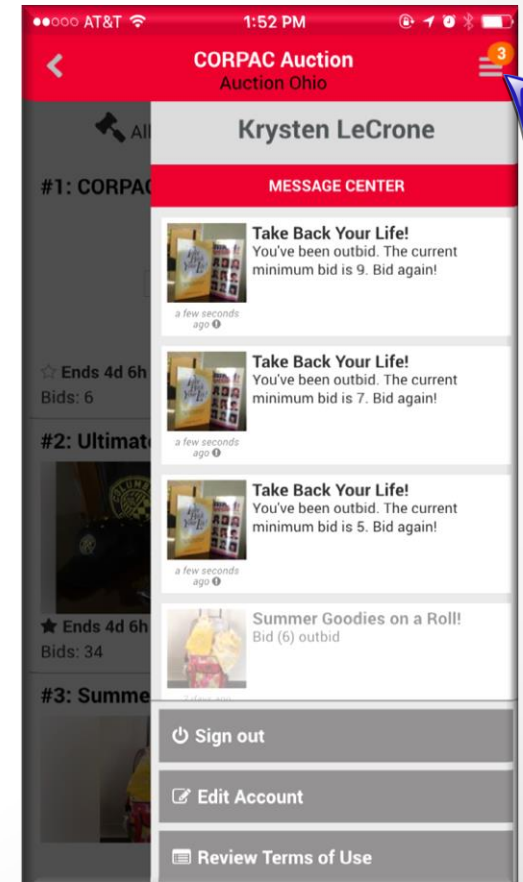 AT&T
1:52 PM
CORPAC Auction
3
Auction Ohio
All
Krysten LeCrone
#1: CORPAC
MESSAGE CENTER
Take Back Your Life!
You've been outbid. The current
minimum bid is 9. Bid again!
a few seconds
ago
Take Back Your Life!
You've been outbid. The current
minimum bid is 7. Bid again!
a few seconds
ago
Ends 4d 6h
Bids: 6
#2: Ultimat
Take Back Your Life!
You've been outbid. The current
minimum bid is 5. Bid again!
a few seconds
ago
Ends 4d 6h
Bids: 34
Summer Goodies on a Roll!
Bid (6) outbid
7 days ago
#3: Summe
Sign out
Edit Account
Review Terms of Use